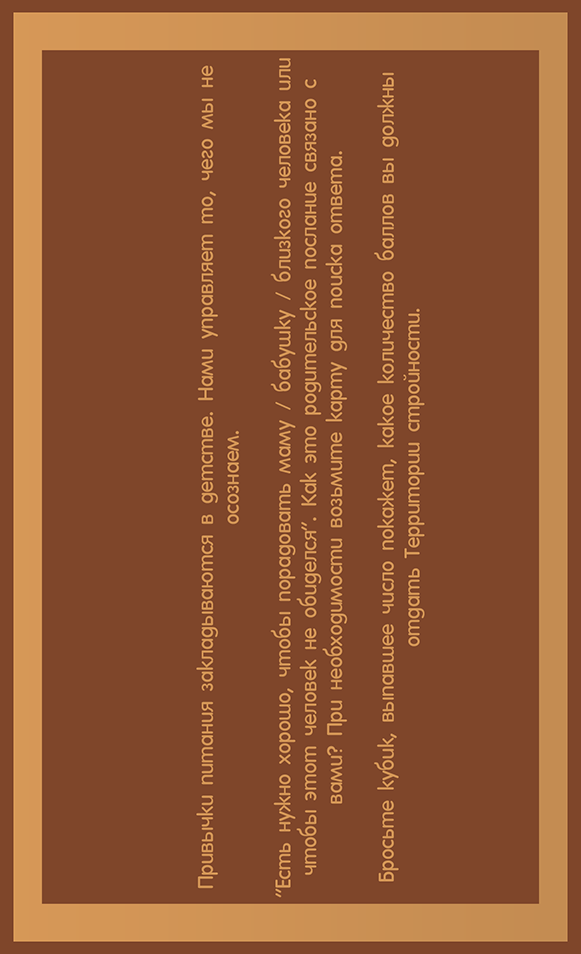 Привычки питания закладываются в детстве. Нами управляет то, чего мы не
осознаем.
"Есть нужно хорошо, чтобы порадовать маму / бабушку / близкого человека или
чтобы этот человек не обиделся". Как это родительское послание связано с
вами? При необходимости возьмите карту для поиска ответа.
Бросьте кубик, выпавшее число покажет, какое количество баллов вы должны
отдать Территории стройности.